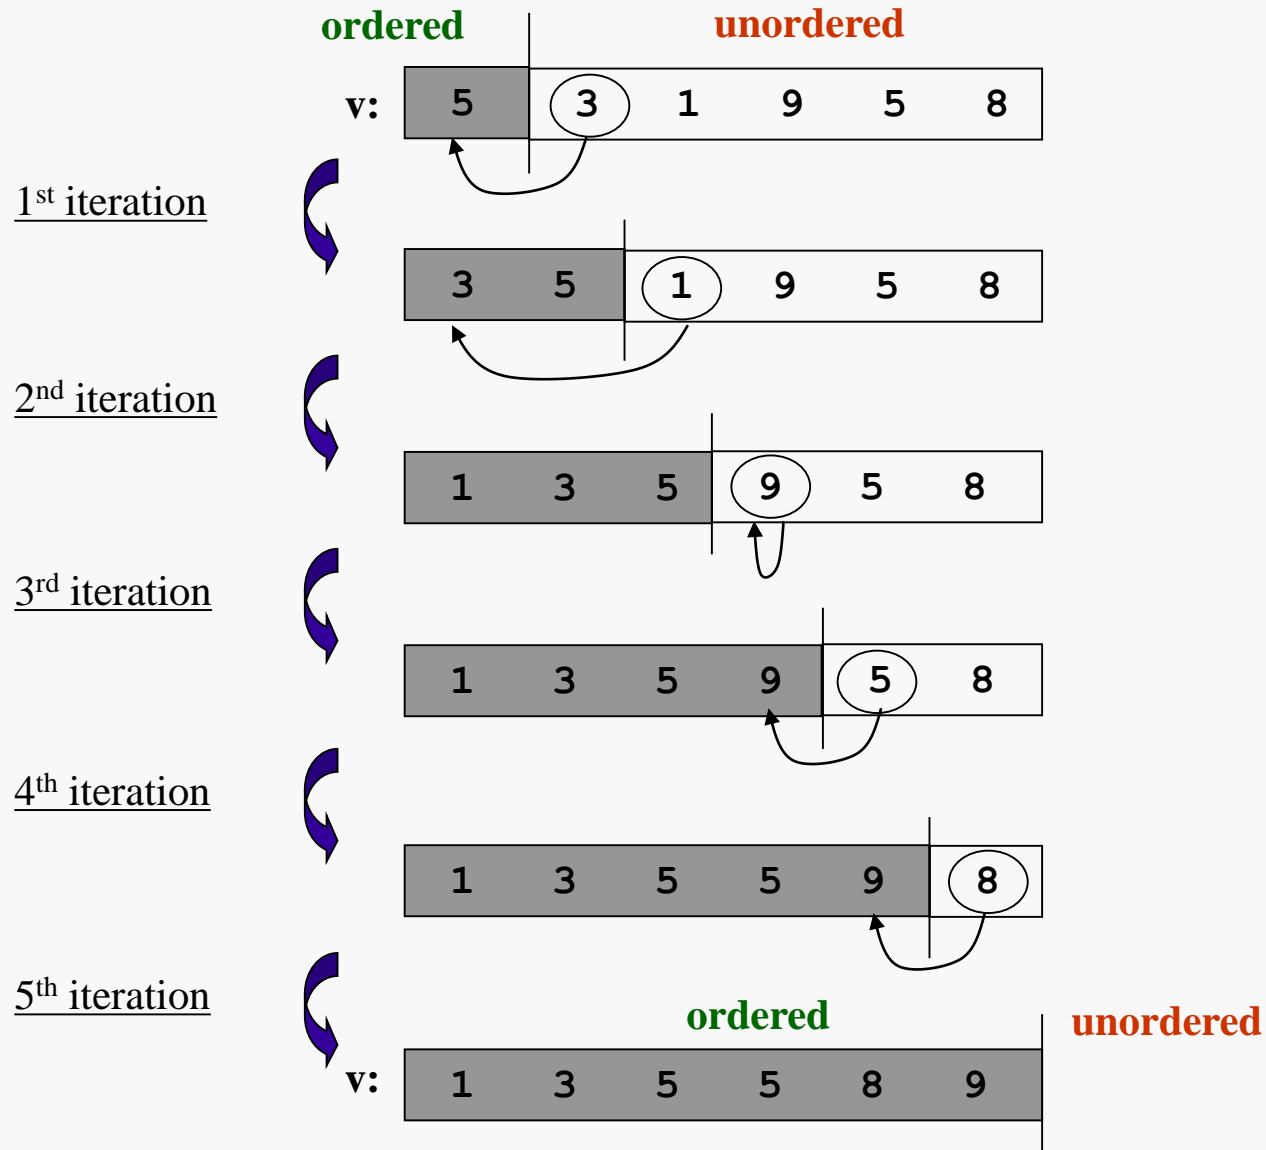 ordered unordered
v: 5 3 1 9 5 8
1st iteration
3 5 1 9 5 8
2nd iteration
1 3 5 9 5 8
3rd iteration
1 3 5 9 5 8
4th iteration
1 3 5 5 9 8
5th iteration
ordered unordered
v: 1 3 5 5 8 9